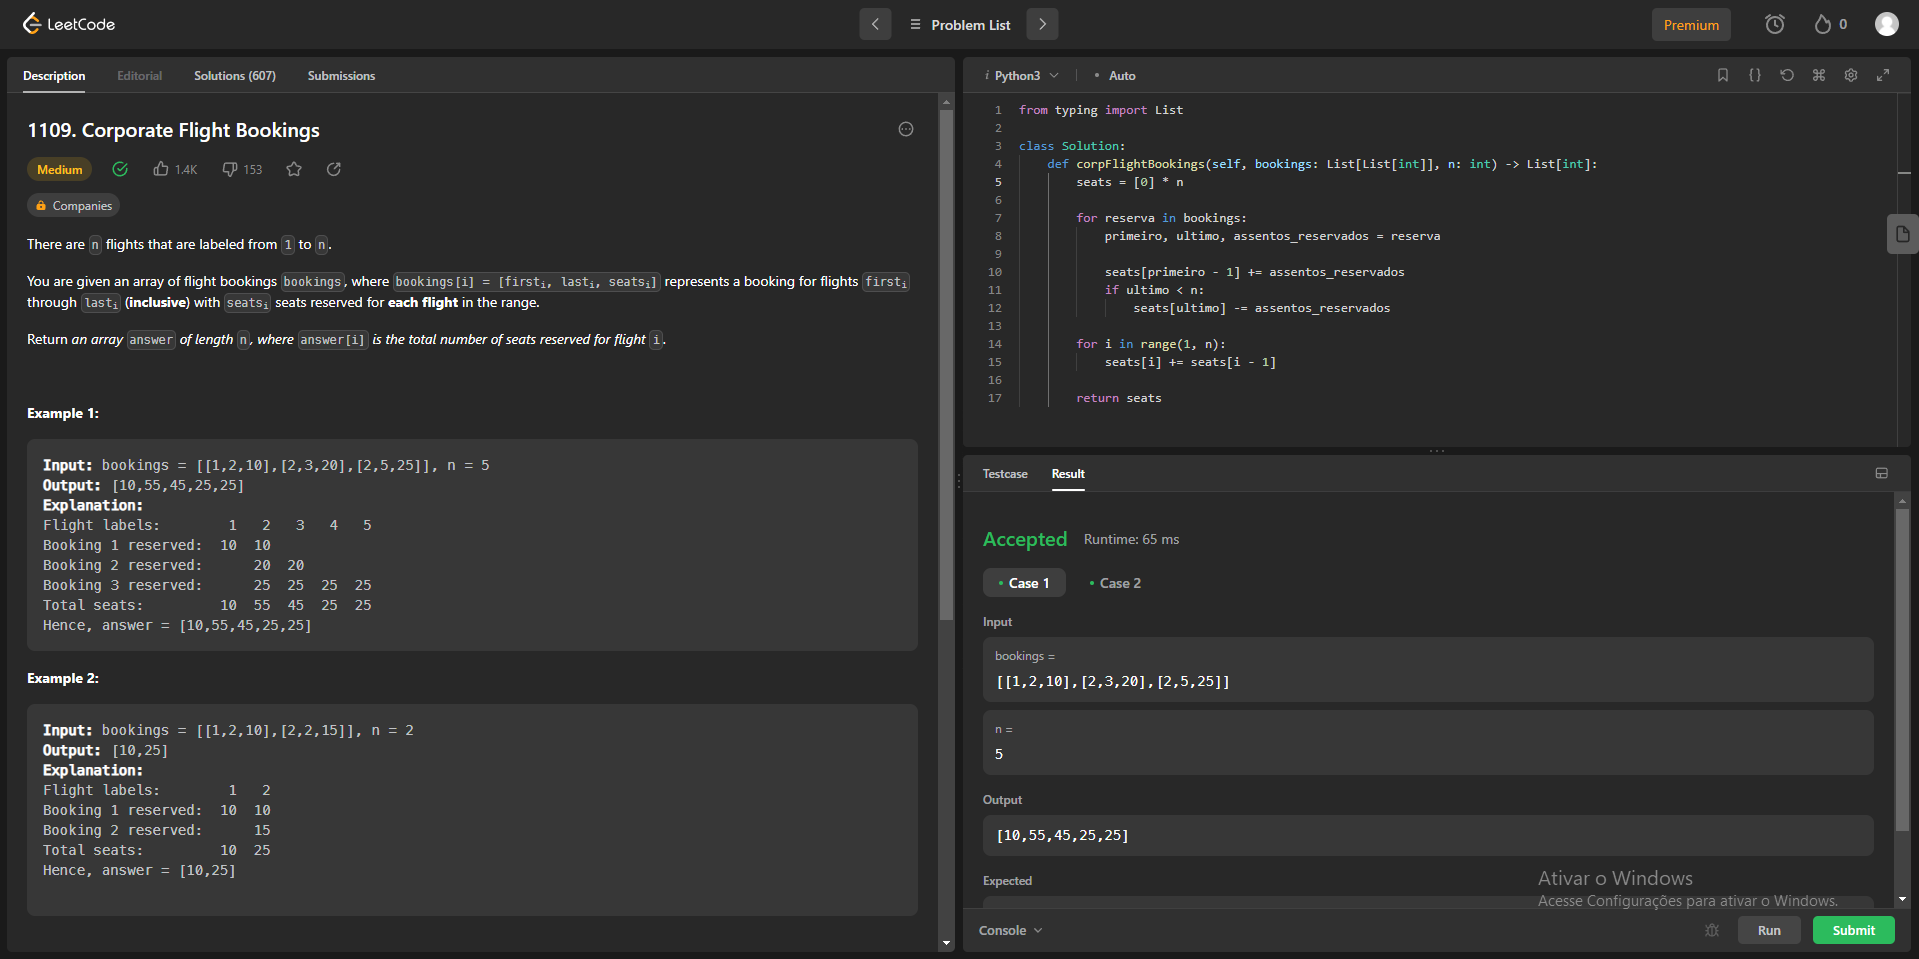 LeetCode
Problem List
Premium
0
Description Editorial Solutions (607) Submissions
1109. Corporate Flight Bookings
Medium 1.4K 153
Companies
There are n flights that are labeled from 1 to n.
You are given an array of flight bookings bookings, where bookings[i] = [firsti, lasti, seatsi] represents a booking for flights firsti
through lasti (inclusive) with seatsi seats reserved for each flight in the range.
Return an array answer of length n, where answer[i] is the total number of seats reserved for flight i.
Example 1:
Input: bookings = [[1,2,10],[2,3,20],[2,5,25]], n = 5
Output: [10,55,45,25,25]
Explanation:
Flight labels:        1   2   3   4   5
Booking 1 reserved:  10  10
Booking 2 reserved:      20  20
Booking 3 reserved:      25  25  25  25
Total seats:         10  55  45  25  25
Hence, answer = [10,55,45,25,25]
Example 2:
Input: bookings = [[1,2,10],[2,2,15]], n = 2
Output: [10,25]
Explanation:
Flight labels:        1   2
Booking 1 reserved:  10  10
Booking 2 reserved:      15
Total seats:         10  25
Hence, answer = [10,25]
i Python3 • Auto
{}
1 from typing import List
2
3 class Solution:
4     def corpFlightBookings(self, bookings: List[List[int]], n: int) -> List[int]:
5         seats = [0] * n
6
7         for reserva in bookings:
8             primeiro, ultimo, assentos_reservados = reserva
9
10             seats[primeiro - 1] += assentos_reservados
11             if ultimo < n:
12                 seats[ultimo] -= assentos_reservados
13
14         for i in range(1, n):
15             seats[i] += seats[i - 1]
16
17         return seats
Testcase Result
Accepted Runtime: 65 ms
• Case 1 • Case 2
Input
bookings =
[[1,2,10],[2,3,20],[2,5,25]]
n =
5
Output
[10,55,45,25,25]
Expected
Ativar o Windows
Acesse Configurações para ativar o Windows.
Console Run Submit